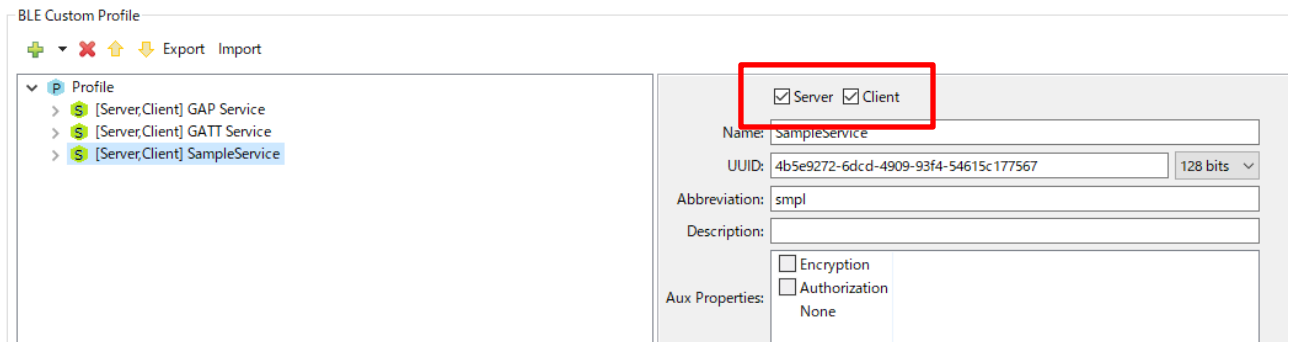 BLE Custom Profile
Export Import
Profile
S [Server,Client] GAP Service
S [Server,Client] GATT Service
S [Server,Client] SampleService
Server Client
Name: SampleService
UUID: 4b5e9272-6dcd-4909-93f4-54615c177567 128 bits
Abbreviation: smpl
Description:
Aux Properties:
Encryption
Authorization
None